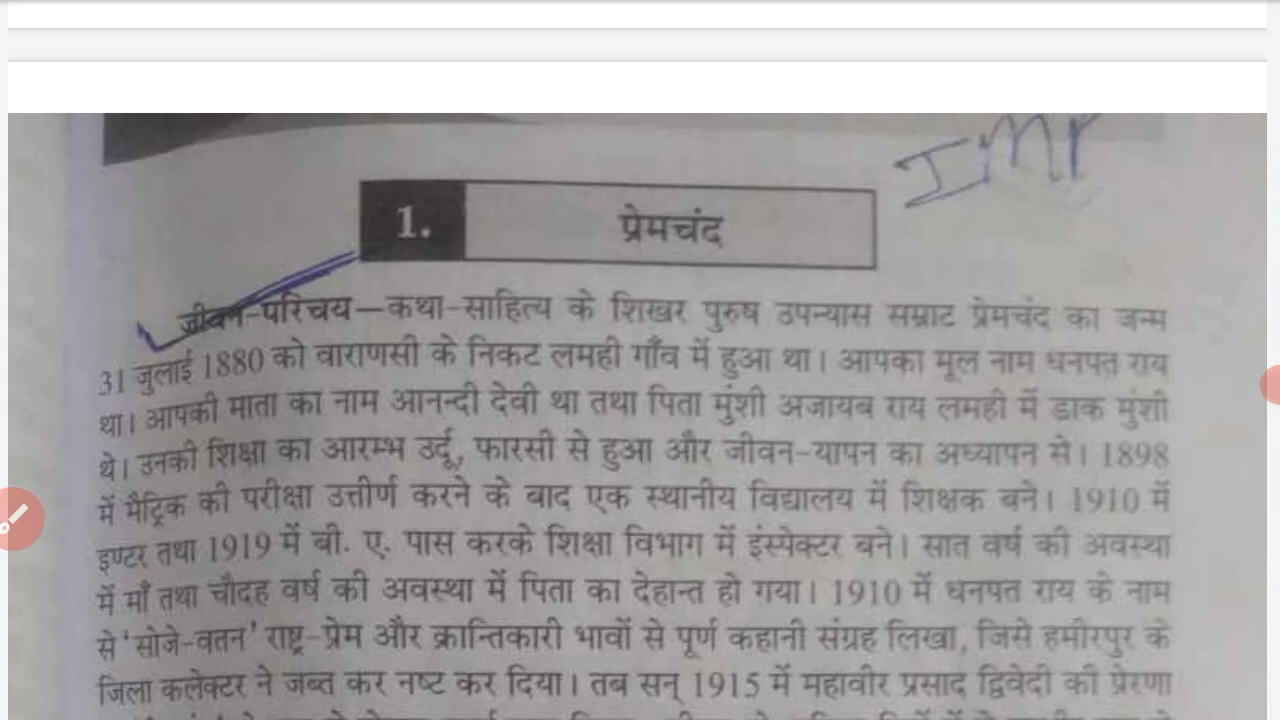 IMP
1. प्रेमचंद
जीवन-परिचय—कथा-साहित्य के शिखर पुरुष उपन्यास सम्राट प्रेमचंद का जन्म
31 जुलाई 1880 को वाराणसी के निकट लमही गाँव में हुआ था। आपका मूल नाम धनपत राय
था। आपकी माता का नाम आनन्दी देवी था तथा पिता मुंशी अजायब राय लमही में डाक मुंशी
थे। उनकी शिक्षा का आरम्भ उर्दू, फारसी से हुआ और जीवन-यापन का अध्यापन से। 1898
में मैट्रिक की परीक्षा उत्तीर्ण करने के बाद एक स्थानीय विद्यालय में शिक्षक बने। 1910 में
इण्टर तथा 1919 में बी. ए. पास करके शिक्षा विभाग में इंस्पेक्टर बने। सात वर्ष की अवस्था
में माँ तथा चौदह वर्ष की अवस्था में पिता का देहान्त हो गया। 1910 में धनपत राय के नाम
से 'सोजे-वतन' राष्ट्र-प्रेम और क्रान्तिकारी भावों से पूर्ण कहानी संग्रह लिखा, जिसे हमीरपुर के
जिला कलेक्टर ने जब्त कर नष्ट कर दिया। तब सन् 1915 में महावीर प्रसाद द्विवेदी की प्रेरणा